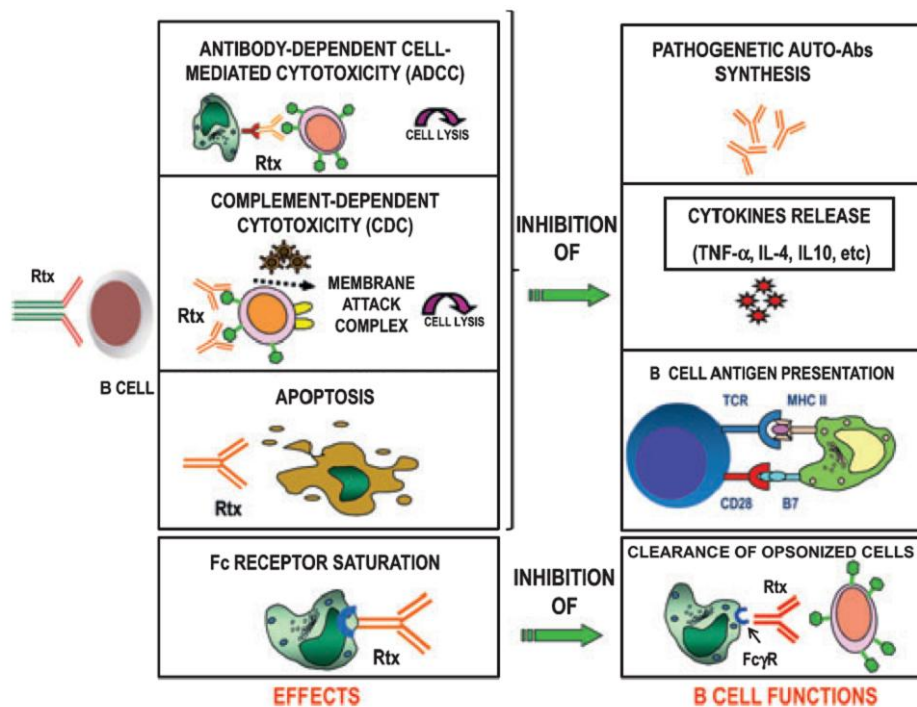 ANTIBODY-DEPENDENT CELL-
MEDIATED CYTOTOXICITY (ADCC)
Rtx
CELL LYSIS
COMPLEMENT-DEPENDENT
CYTOTOXICITY (CDC)
Rtx
MEMBRANE
ATTACK
COMPLEX
CELL LYSIS
Rtx
B CELL
APOPTOSIS
Rtx
Fc RECEPTOR SATURATION
Rtx
EFFECTS
INHIBITION
OF
INHIBITION
OF
PATHOGENETIC AUTO-Abs
SYNTHESIS
CYTOKINES RELEASE
(TNF-α, IL-4, IL10, etc)
B CELL ANTIGEN PRESENTATION
TCR MHC II
CD28 B7
CLEARANCE OF OPSONIZED CELLS
Rtx
FcγR
B CELL FUNCTIONS